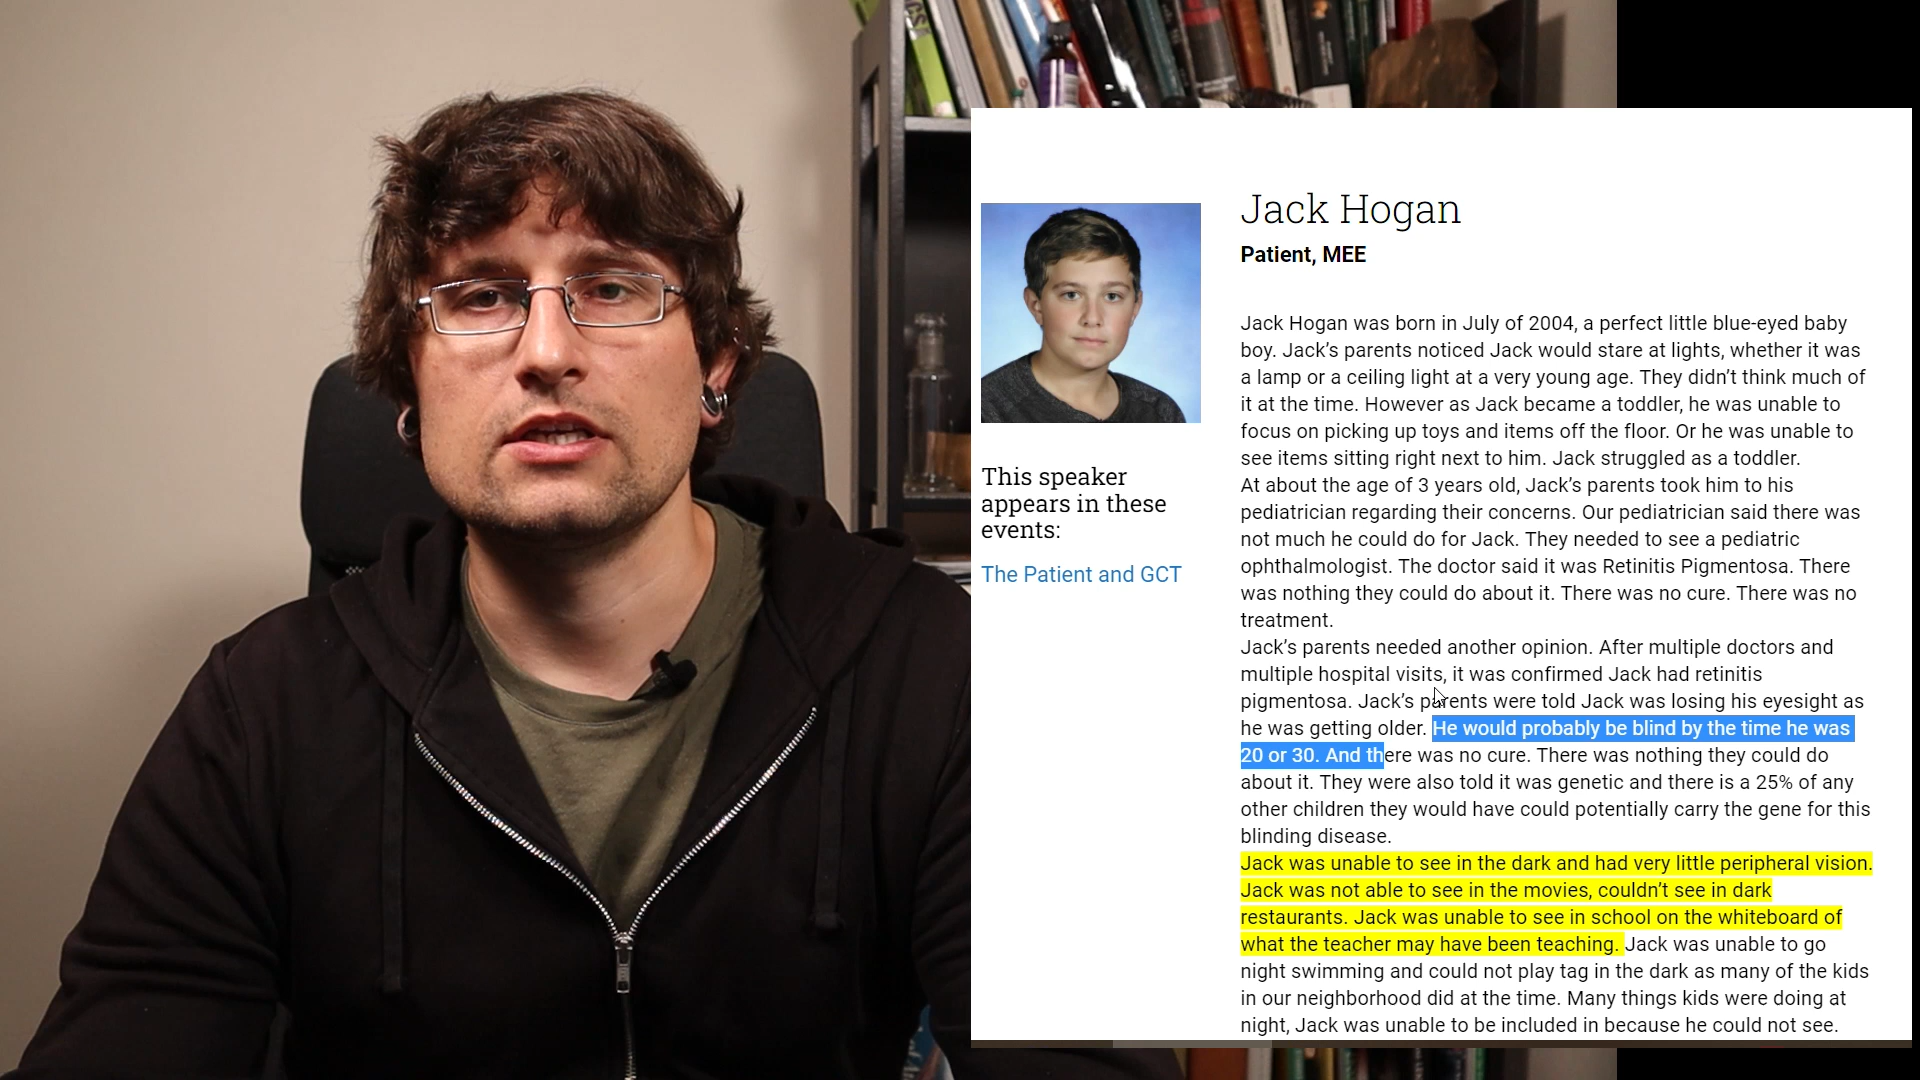 Jack Hogan
Patient, MEE
This speaker
appears in these
events:
The Patient and GCT
Jack Hogan was born in July of 2004, a perfect little blue-eyed baby
boy. Jack’s parents noticed Jack would stare at lights, whether it was
a lamp or a ceiling light at a very young age. They didn’t think much of
it at the time. However as Jack became a toddler, he was unable to
focus on picking up toys and items off the floor. Or he was unable to
see items sitting right next to him. Jack struggled as a toddler.
At about the age of 3 years old, Jack’s parents took him to his
pediatrician regarding their concerns. Our pediatrician said there was
not much he could do for Jack. They needed to see a pediatric
ophthalmologist. The doctor said it was Retinitis Pigmentosa. There
was nothing they could do about it. There was no cure. There was no
treatment.
Jack’s parents needed another opinion. After multiple doctors and
multiple hospital visits, it was confirmed Jack had retinitis
pigmentosa. Jack’s parents were told Jack was losing his eyesight as
he was getting older. He would probably be blind by the time he was
20 or 30. And there was no cure. There was nothing they could do
about it. They were also told it was genetic and there is a 25% of any
other children they would have could potentially carry the gene for this
blinding disease.
Jack was unable to see in the dark and had very little peripheral vision.
Jack was not able to see in the movies, couldn’t see in dark
restaurants. Jack was unable to see in school on the whiteboard of
what the teacher may have been teaching. Jack was unable to go
night swimming and could not play tag in the dark as many of the kids
in our neighborhood did at the time. Many things kids were doing at
night, Jack was unable to be included in because he could not see.